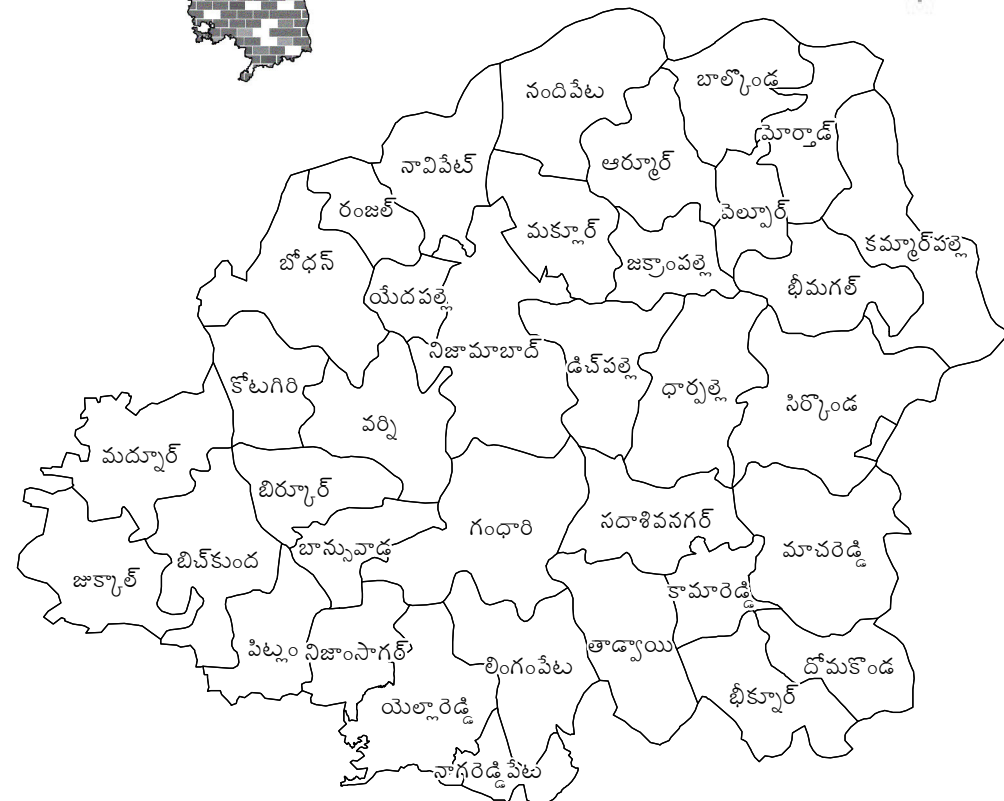 బాల్కొండ
నందిపేటు
మోర్తాడ్
ఆర్మూర్
నావిపేట్
రంజల్
వెల్పూర్
మక్లూర్
కమ్మార్‌పల్లె
జక్రాంపల్లె
బోధన్
భీమగల్
యేదపల్లె
నిజామాబాద్
డిచ్‌పల్లె
కోటగిరి
ధార్పల్లె
సిర్కొండ
వర్ని
మద్నూర్
బిర్కూర్
సదాశివనగర్
గంధారి
బాన్సువాడ
మాచరెడ్డి
బిచ్‌కుంద
జుక్కాల్
కామారెడ్డి
పిట్లం
నిజాంసాగర్
తాడ్వాయి
లింగంపేటు
దోమకొండ
భీక్నూర్
యెల్లారెడ్డి
నాగరెడ్డిపేటు